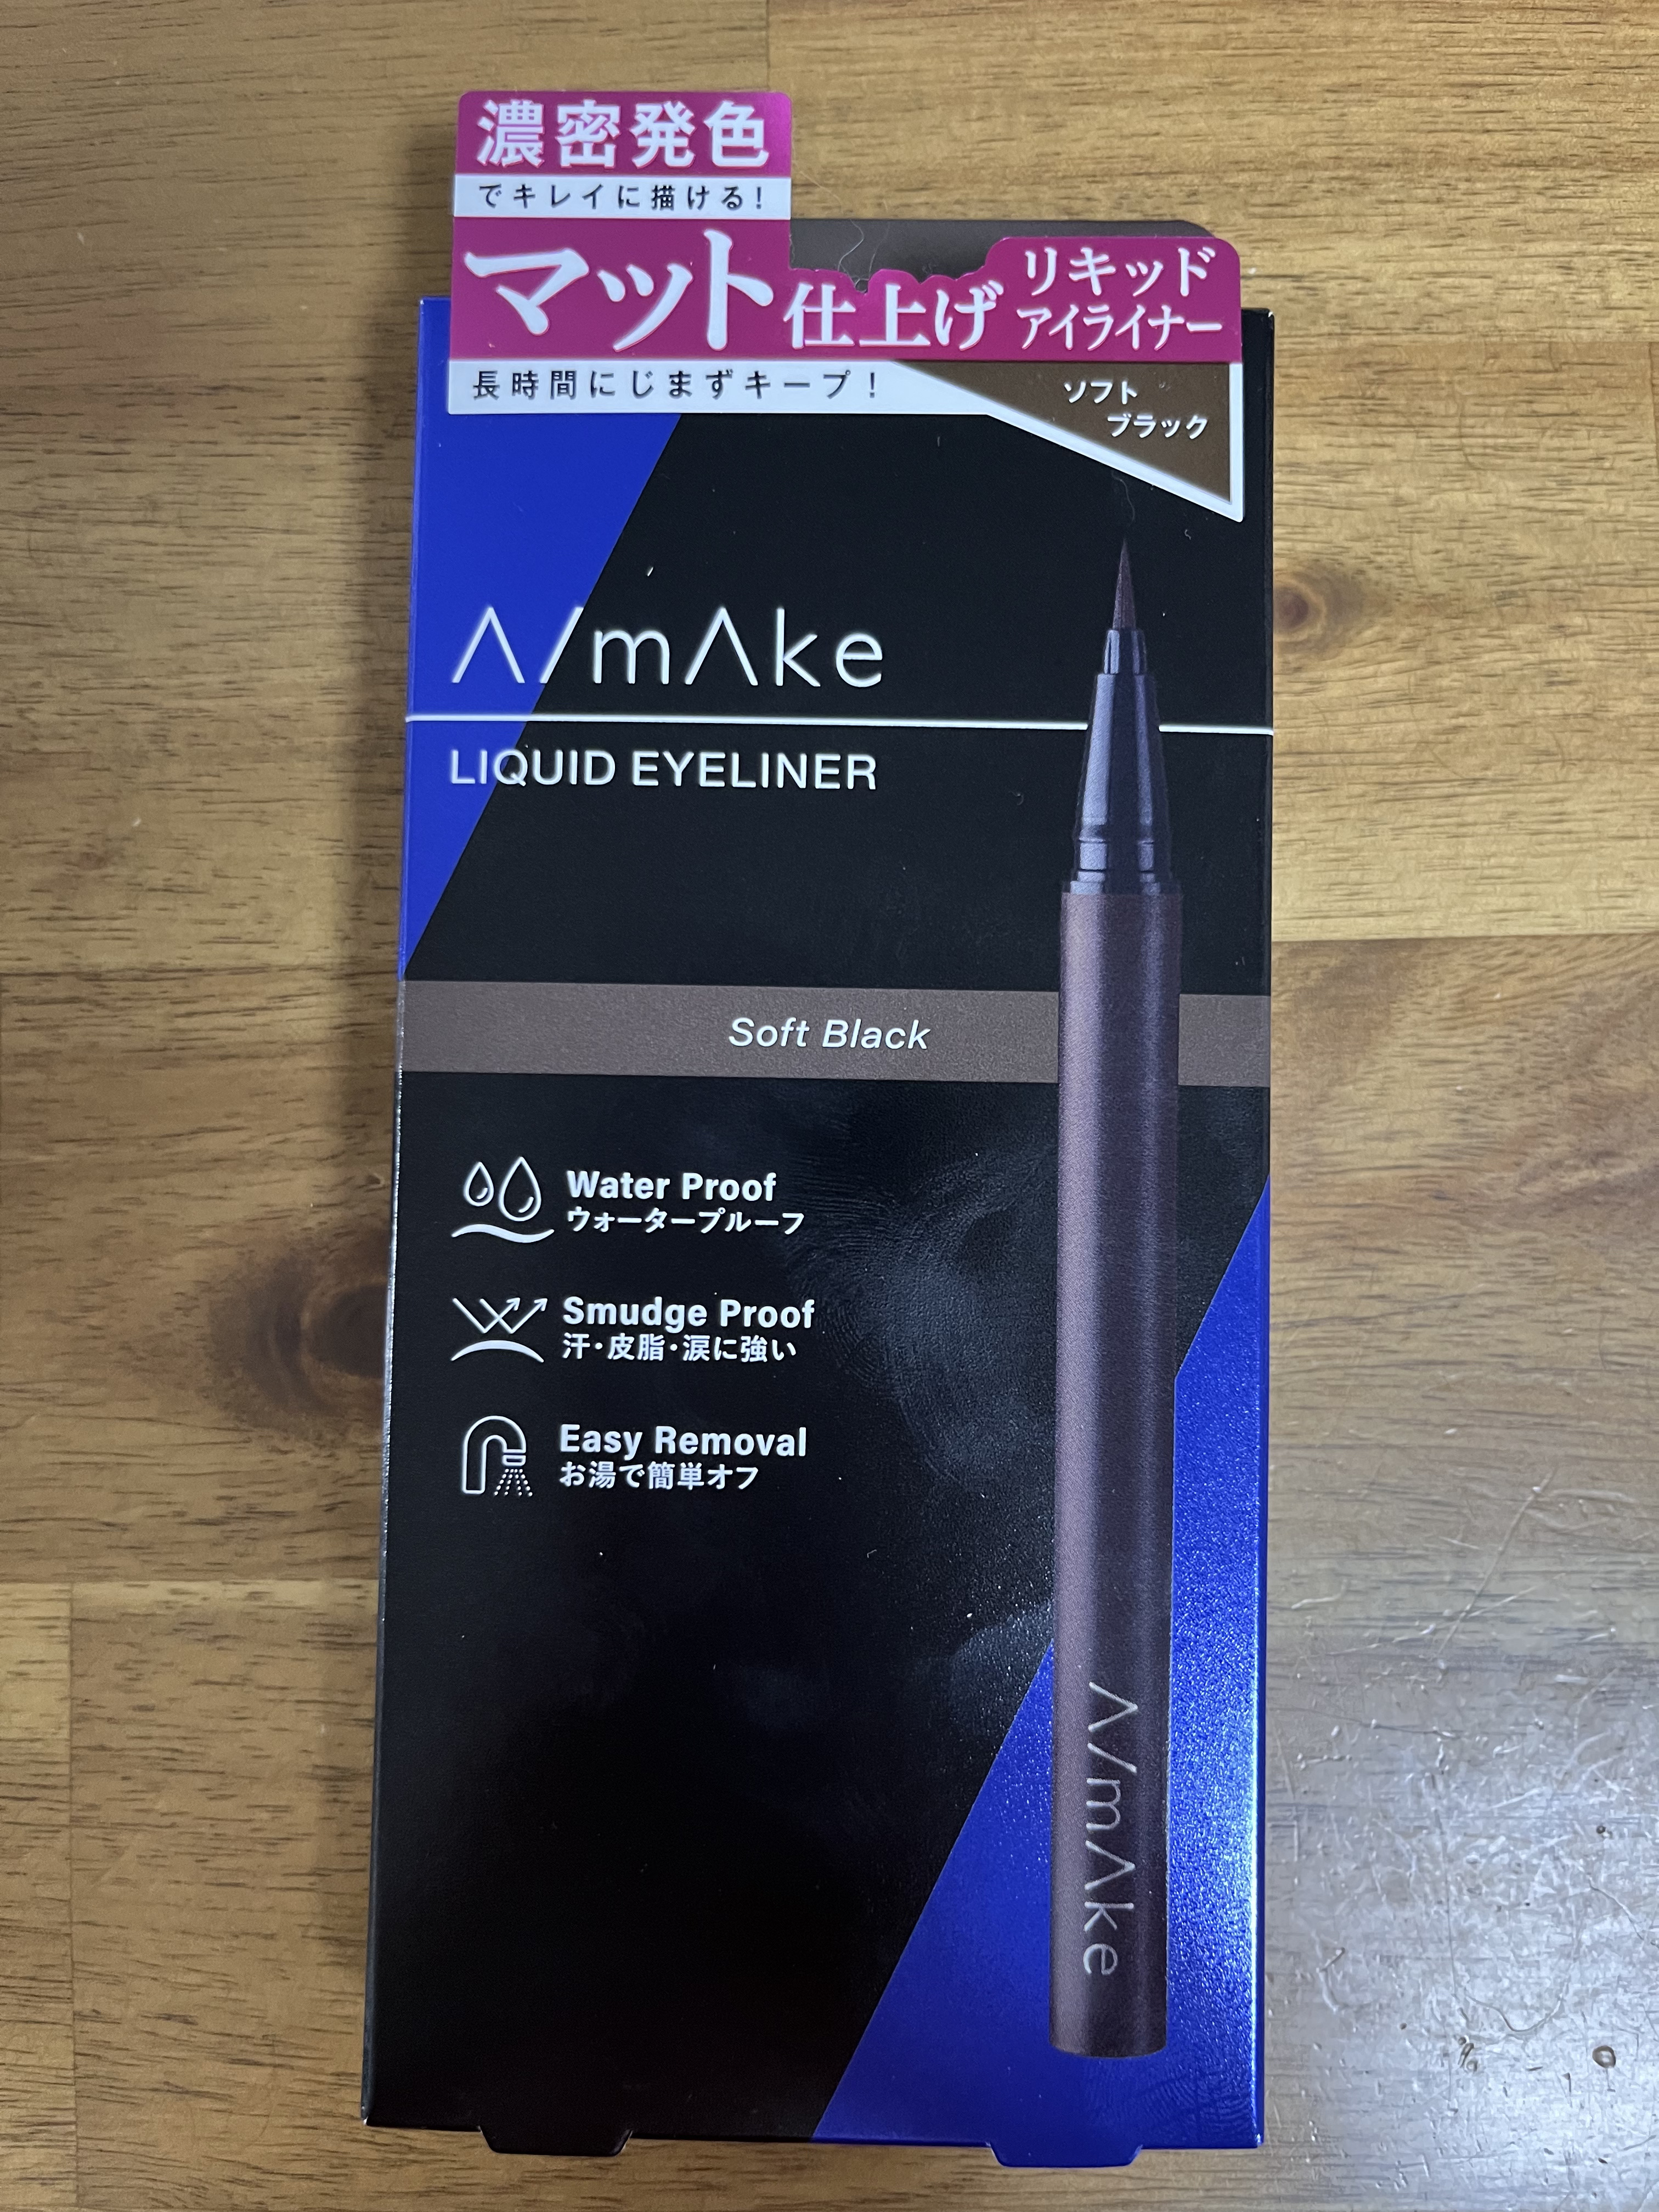 濃密発色
でキレイに描ける!
マット仕上げ
リキッド
アイライナー
長時間にじまずキープ!
ソフト
ブラック
A/mAke
LIQUID EYELINER
Soft Black
Water Proof
ウォータープルーフ
Smudge Proof
汗・皮脂・涙に強い
Easy Removal
お湯で簡単オフ
A/mAke